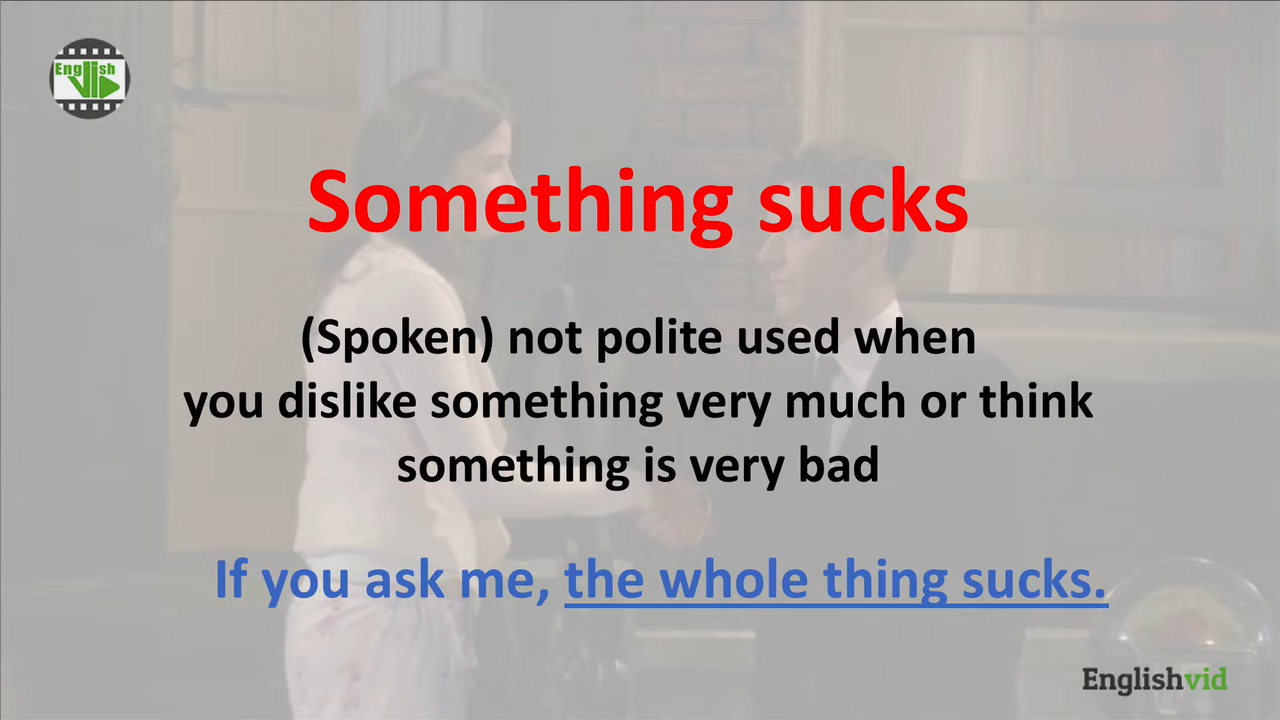 English
Vid
Something sucks
(Spoken) not polite used when
you dislike something very much or think
something is very bad
If you ask me, the whole thing sucks.
Englishvid